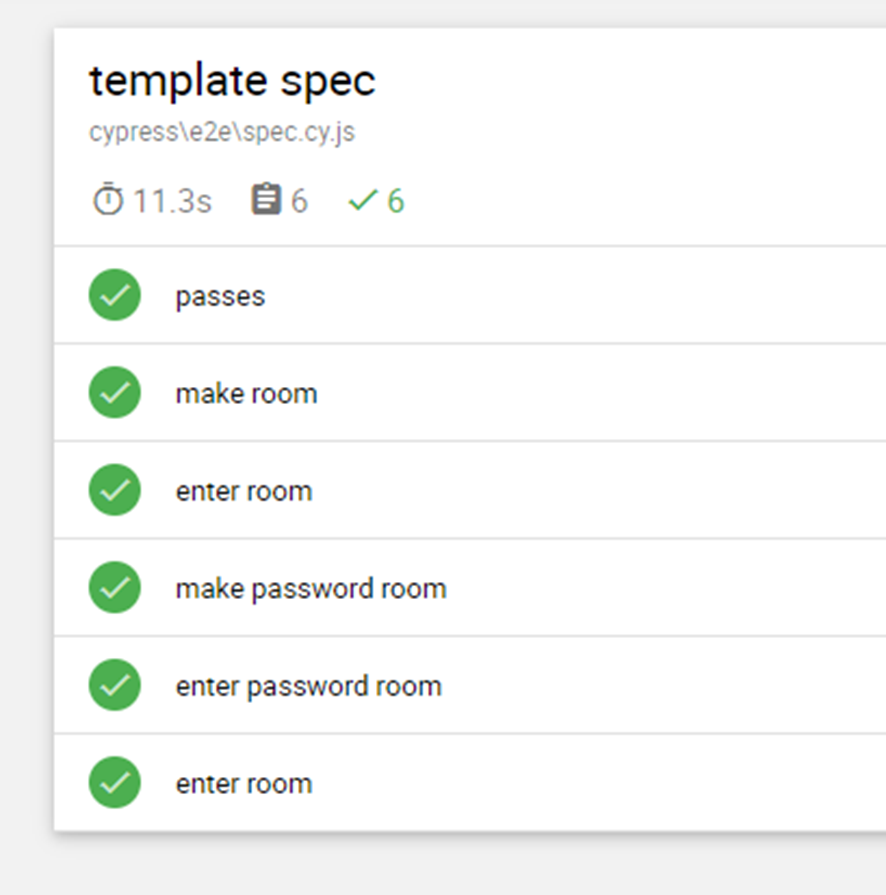 template spec
cypress\e2e\spec.cy.js
11.3s 6 6
passes
make room
enter room
make password room
enter password room
enter room